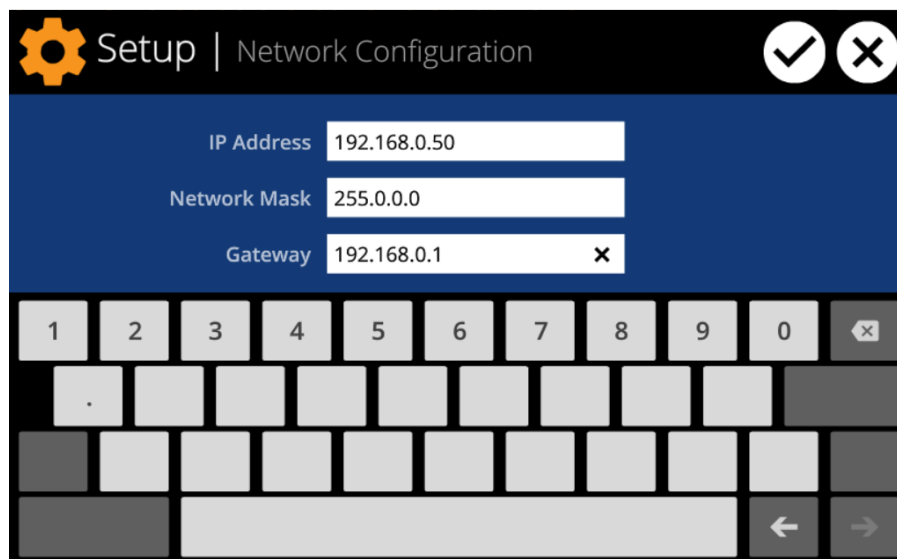 Setup | Network Configuration
IP Address 192.168.0.50
Network Mask 255.0.0.0
Gateway 192.168.0.1
1 2 3 4 5 6 7 8 9 0
.